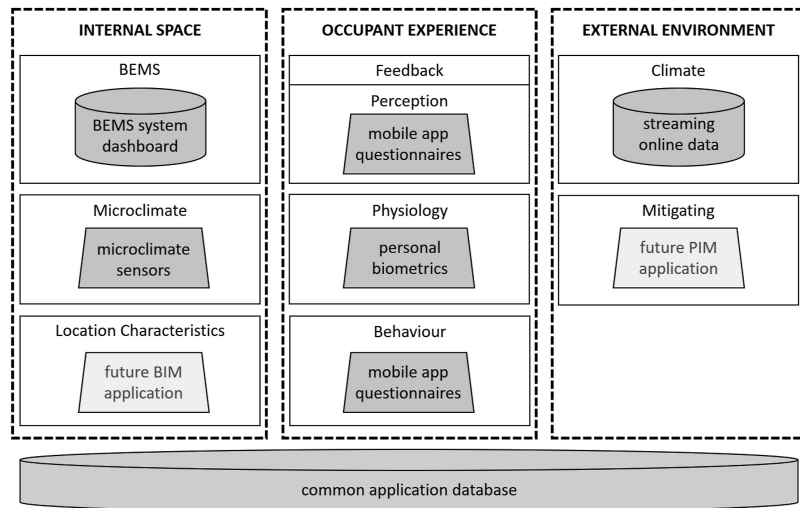 INTERNAL SPACE
BEMS
BEMS system
dashboard
Microclimate
microclimate
sensors
Location Characteristics
future BIM
application
OCCUPANT EXPERIENCE
Feedback
Perception
mobile app
questionnaires
Physiology
personal
biometrics
Behaviour
mobile app
questionnaires
EXTERNAL ENVIRONMENT
Climate
streaming
online data
Mitigating
future PIM
application
common application database